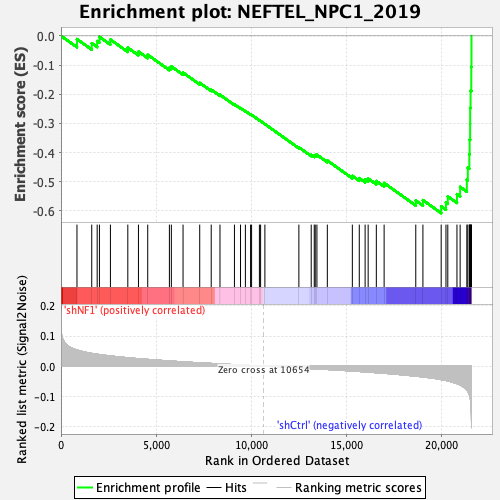 Enrichment plot: NEFTEL_NPC1_2019
Enrichment score (ES)
0.0
-0.1
-0.2
-0.3
-0.4
-0.5
-0.6
Ranked list metric (Signal2Noise)
0.2
0.1
0.0
-0.1
-0.2
'shNF1' (positively correlated)
Zero cross at 10654
'shCtrl' (negatively correlated)
0 5,000 10,000 15,000 20,000
Rank in Ordered Dataset
Enrichment profile Hits Ranking metric scores